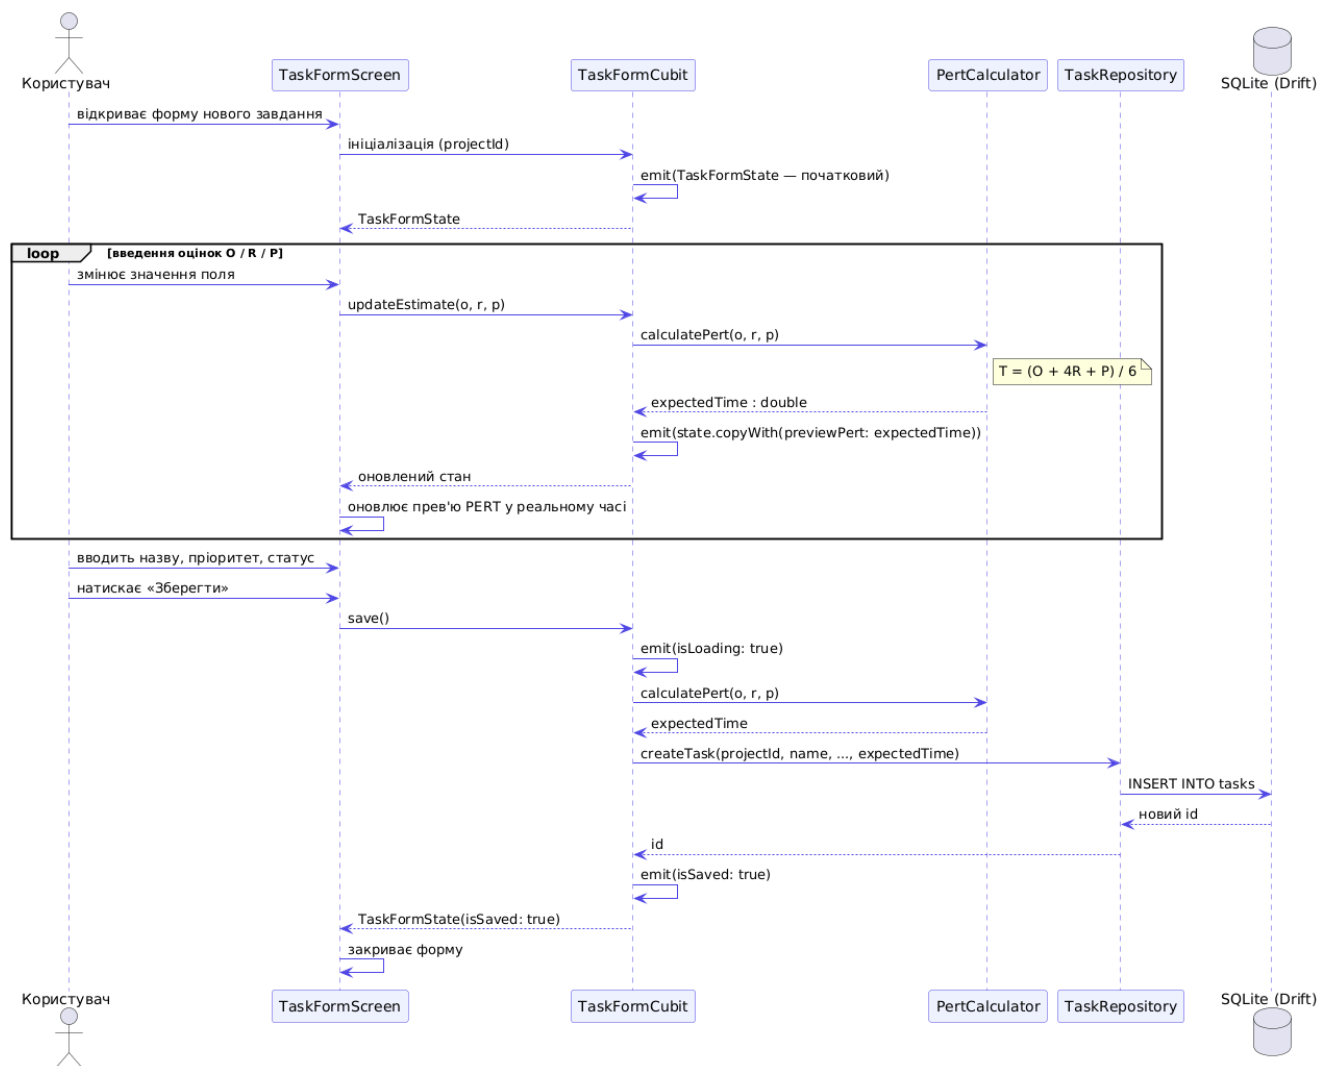 Користувач
TaskFormScreen
TaskFormCubit
PertCalculator
TaskRepository
SQLite (Drift)
відкриває форму нового завдання
ініціалізація (projectId)
emit(TaskFormState — початковий)
TaskFormState
loop
[введення оцінок O / R / P]
змінює значення поля
updateEstimate(o, r, p)
calculatePert(o, r, p)
T = (O + 4R + P) / 6
expectedTime : double
emit(state.copyWith(previewPert: expectedTime))
оновлений стан
оновлює прев'ю PERT у реальному часі
вводить назву, пріоритет, статус
натискає «Зберегти»
save()
emit(isLoading: true)
calculatePert(o, r, p)
expectedTime
createTask(projectId, name, ..., expectedTime)
INSERT INTO tasks
новий id
id
emit(isSaved: true)
TaskFormState(isSaved: true)
закриває форму
Користувач
TaskFormScreen
TaskFormCubit
PertCalculator
TaskRepository
SQLite (Drift)